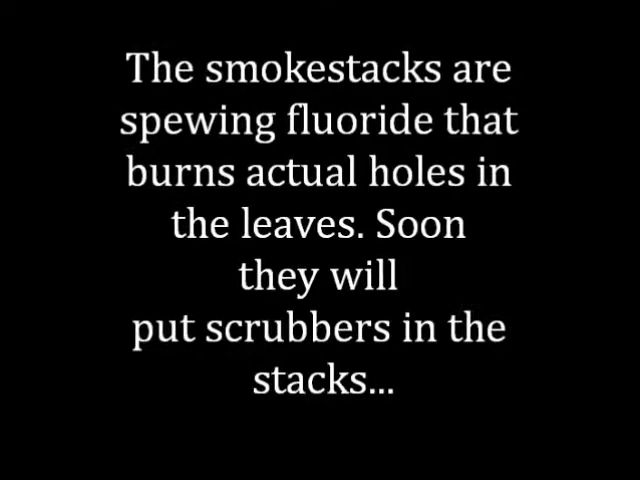 The smokestacks are
spewing fluoride that
burns actual holes in
the leaves. Soon
they will
put scrubbers in the
stacks...